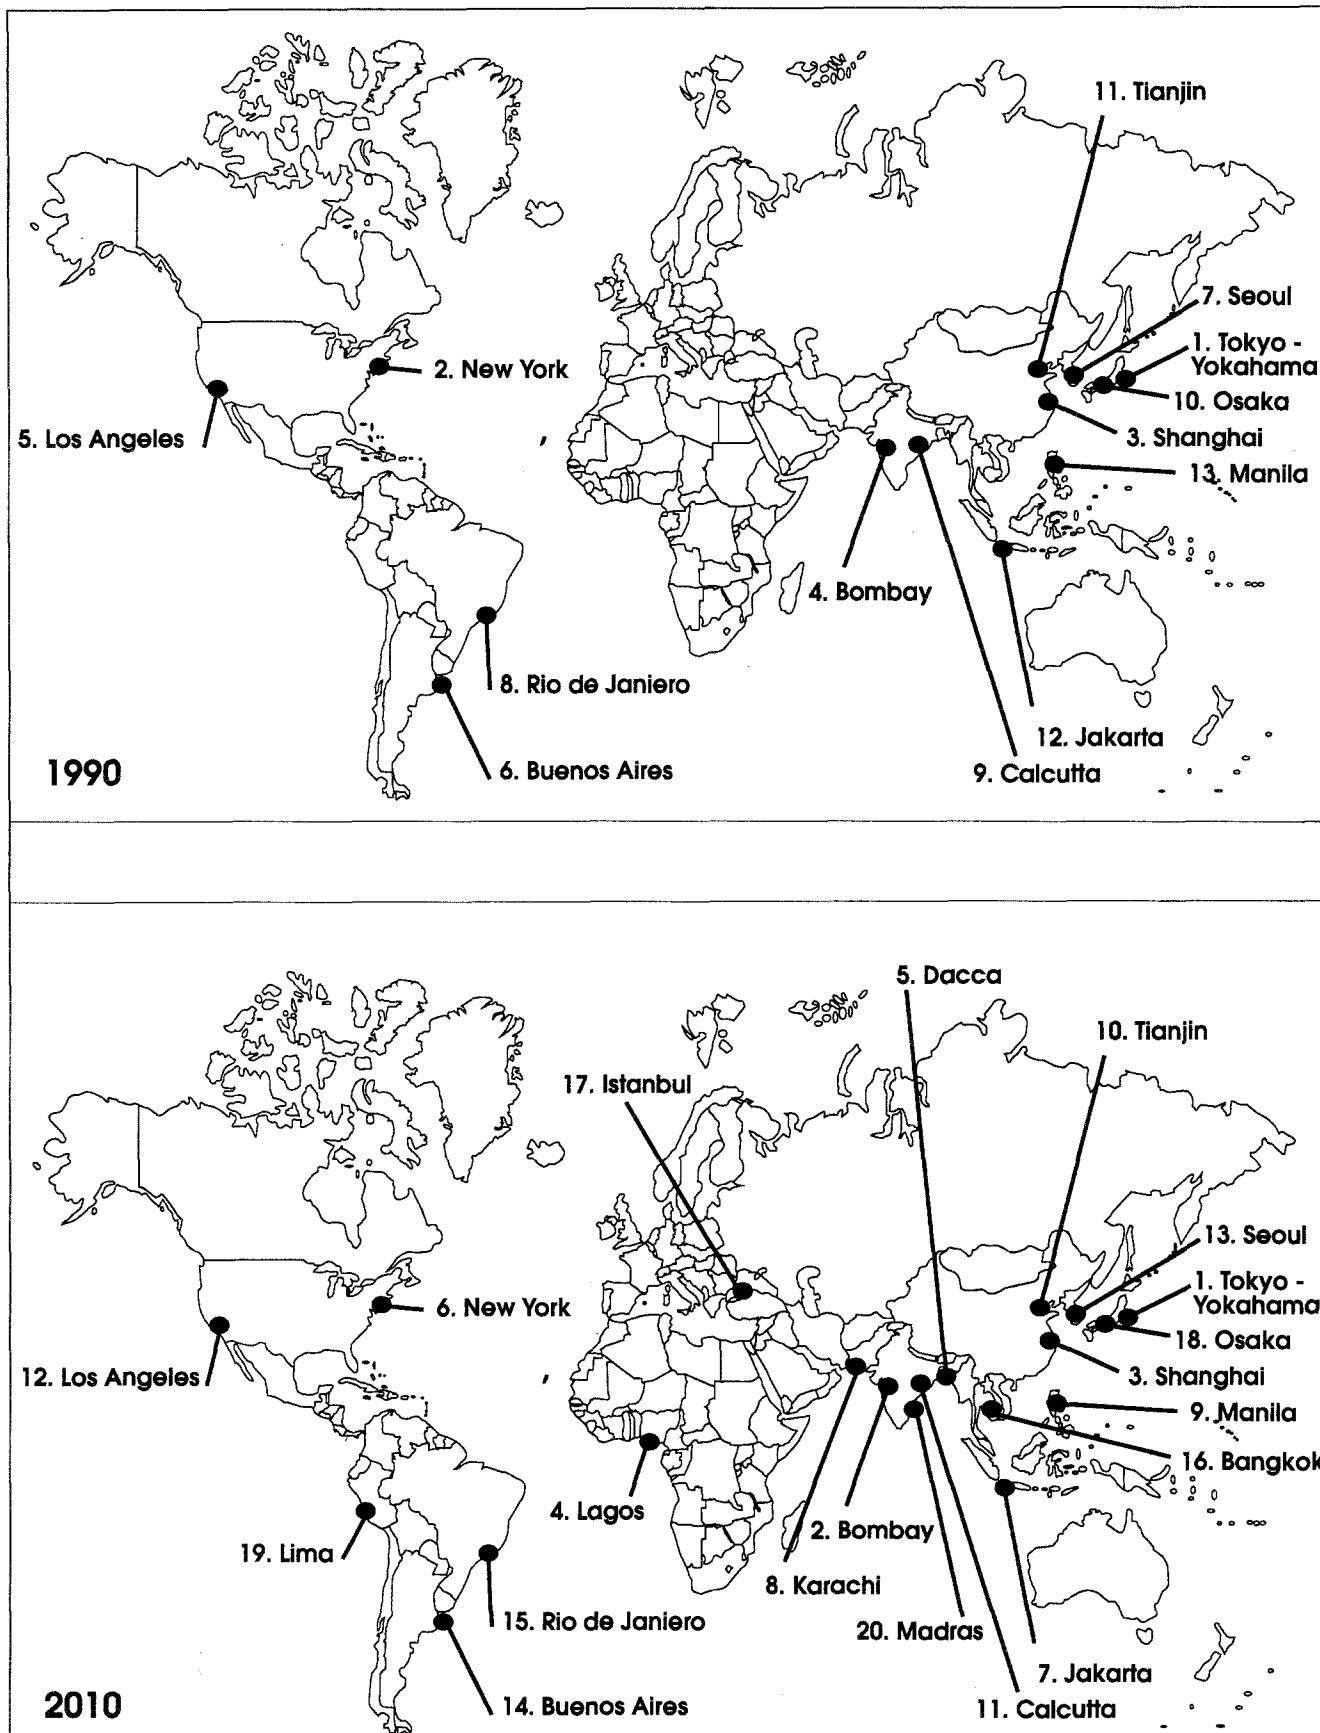 11. Tianjin
7. Seoul
1. Tokyo -
Yokahama
2. New York
10. Osaka
5. Los Angeles
3. Shanghai
13. Manila
4. Bombay
8. Rio de Janiero
12. Jakarta
6. Buenos Aires
9. Calcutta
1990
5. Dacca
10. Tianjin
17. Istanbul
13. Seoul
1. Tokyo -
Yokahama
6. New York
18. Osaka
12. Los Angeles
3. Shanghai
9. Manila
16. Bangkok
4. Lagos
2. Bombay
19. Lima
8. Karachi
15. Rio de Janiero
20. Madras
7. Jakarta
14. Buenos Aires
11. Calcutta
2010